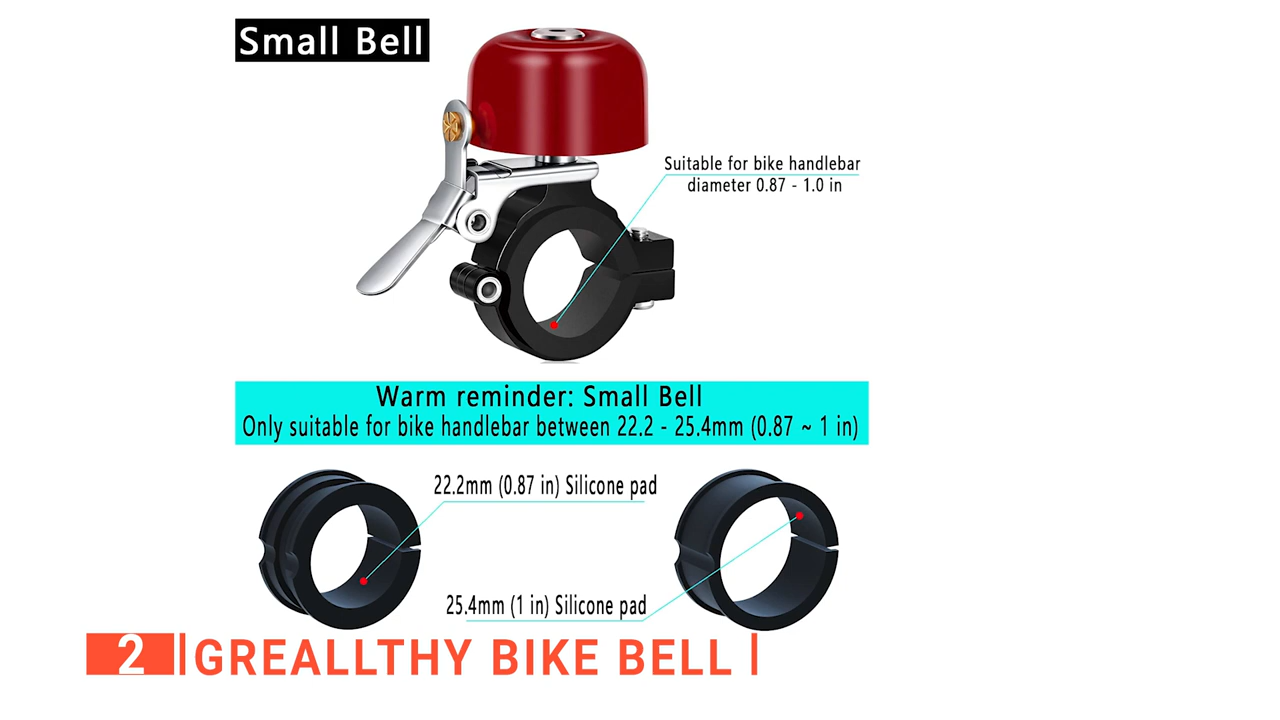 Small Bell
Suitable for bike handlebar
diameter 0.87 - 1.0 in
Warm reminder: Small Bell
Only suitable for bike handlebar between 22.2 - 25.4mm (0.87 ~ 1 in)
22.2mm (0.87 in) Silicone pad
25.4mm (1 in) Silicone pad
2 GREALLTHY BIKE BELL